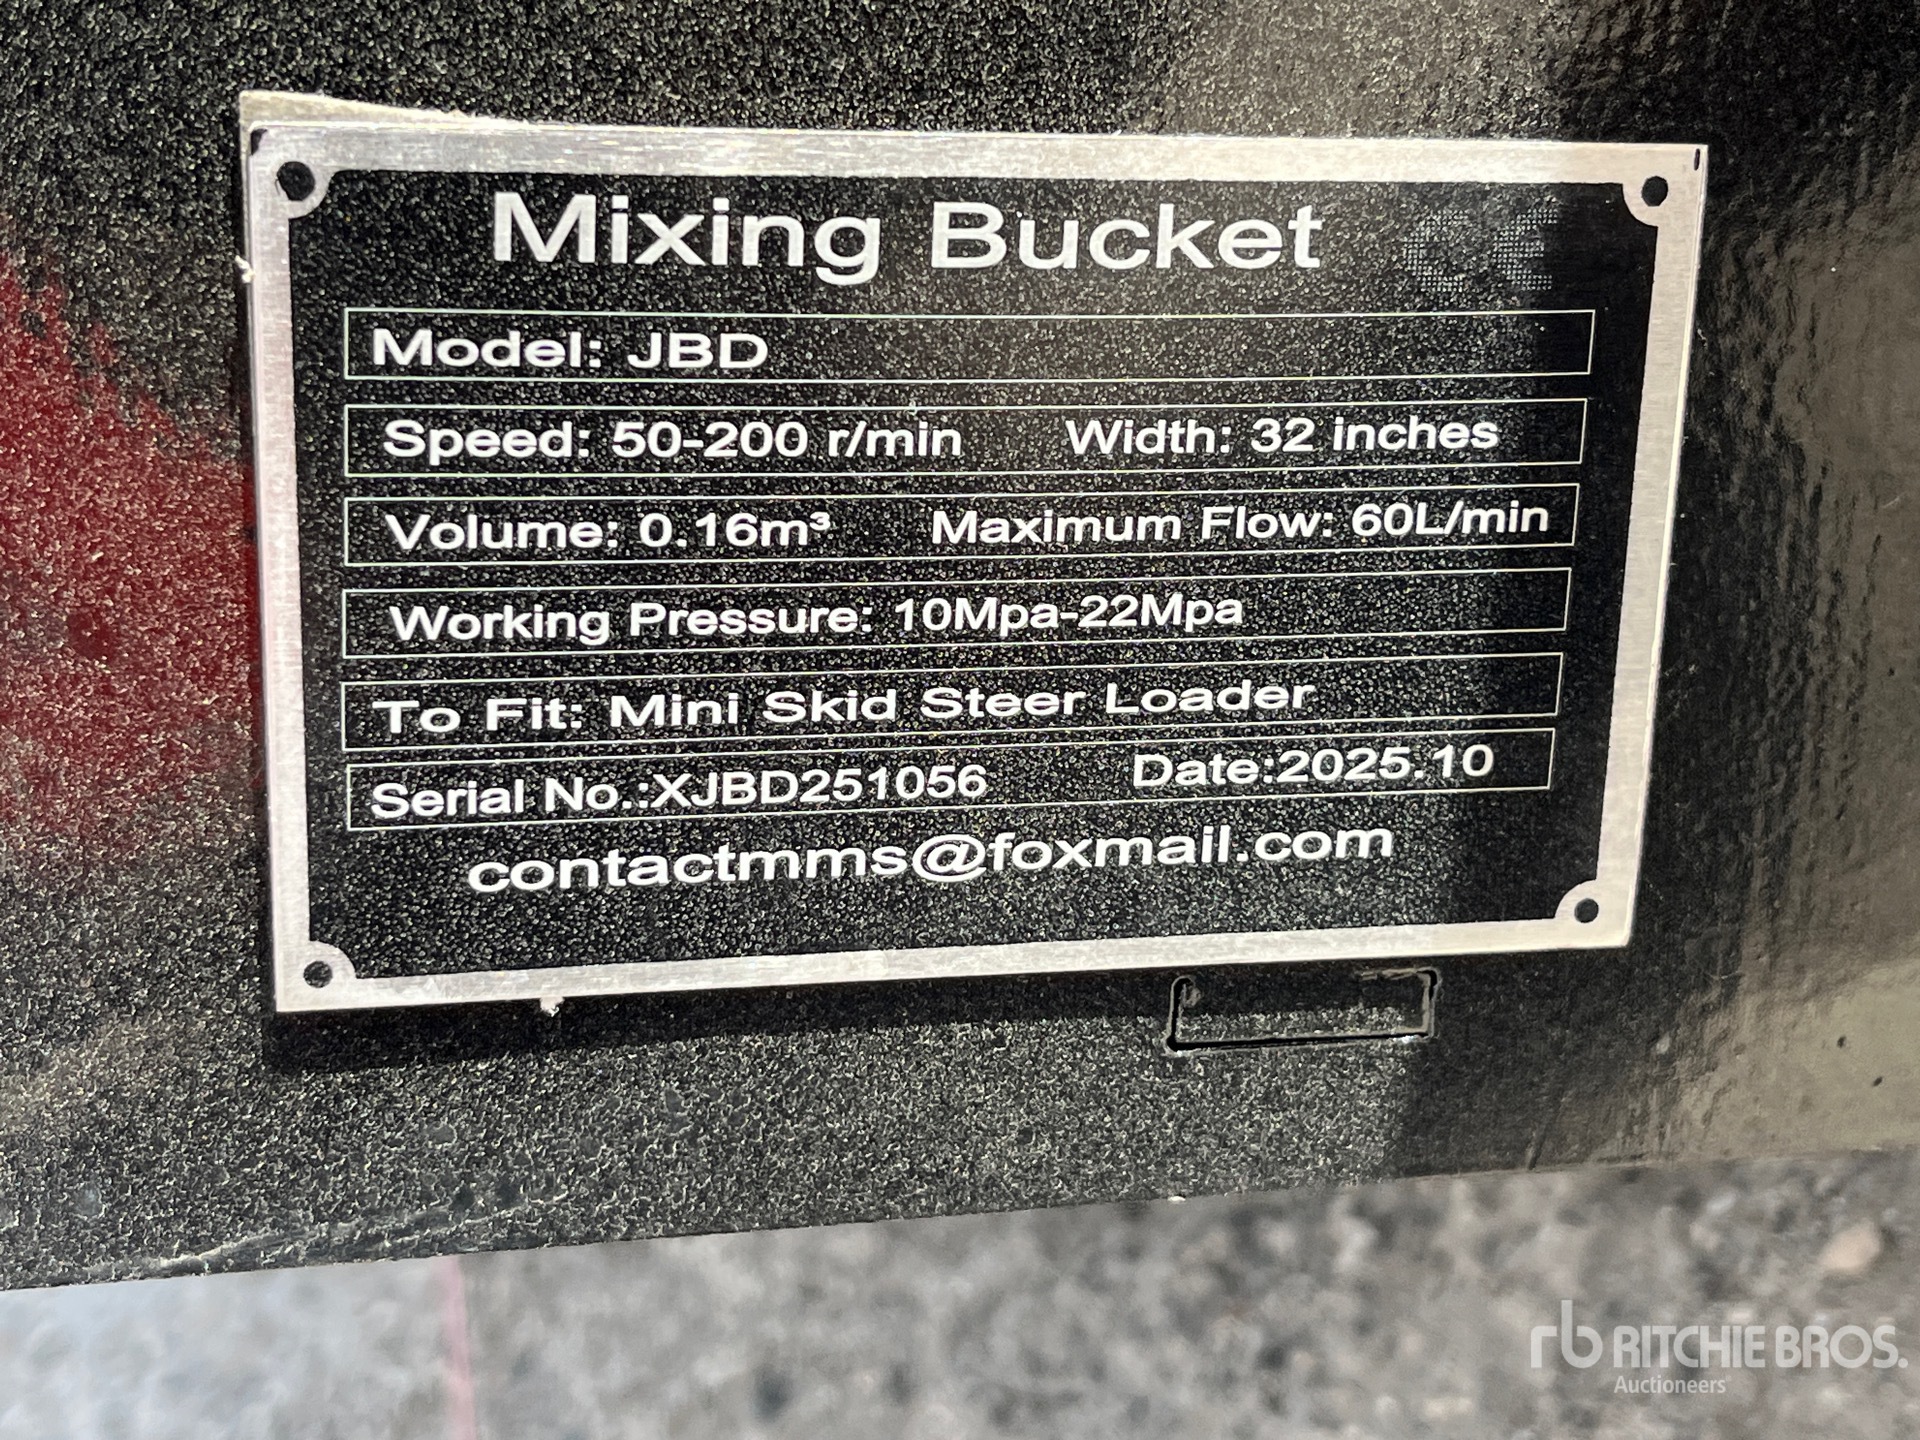 Mixing Bucket
Model: JBD
Speed: 50-200 r/min Width: 32 inches
Volume: 0.16m³ Maximum Flow: 60L/min
Working Pressure: 10Mpa-22Mpa
To Fit: Mini Skid Steer Loader
Serial No.:XJBD251056 Date:2025.10
contactmms@foxmail.com
rb RITCHIE BROS.
Auctioneers